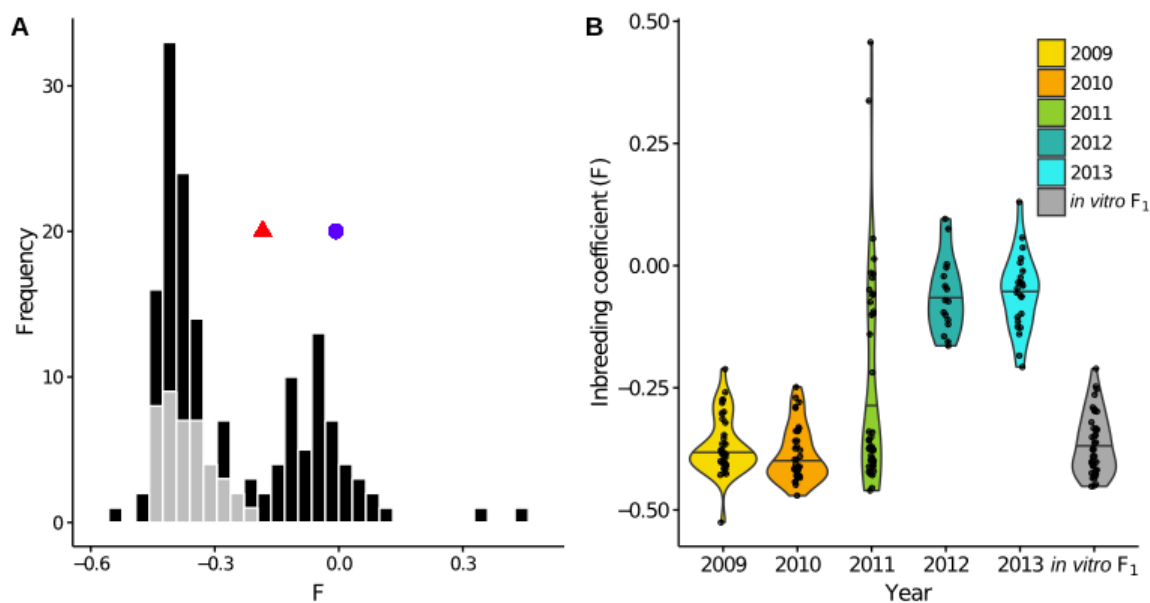 A
Frequency
30
20
10
0
−0.6
−0.3
0.0
0.3
F
B
Inbreeding coefficient (F)
0.50
0.25
0.00
−0.25
−0.50
2009
2010
2011
2012
2013
in vitro F₁
2009
2010
2011
2012
2013
in vitro F₁
Year